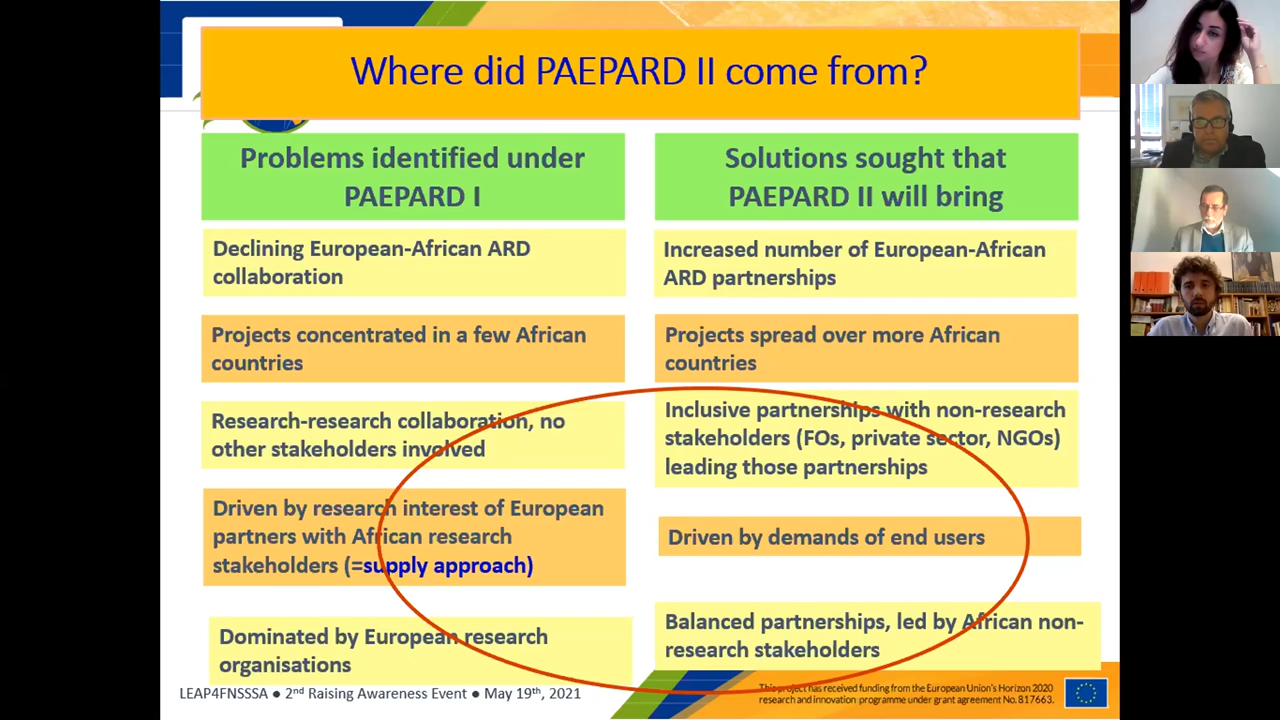 Where did PAEPARD II come from?
Problems identified under
PAEPARD I
Solutions sought that
PAEPARD II will bring
Declining European-African ARD
collaboration
Increased number of European-African
ARD partnerships
Projects concentrated in a few African
countries
Projects spread over more African
countries
Research-research collaboration, no
other stakeholders involved
Inclusive partnerships with non-research
stakeholders (FOs, private sector, NGOs)
leading those partnerships
Driven by research interest of European
partners with African research
stakeholders (=supply approach)
Driven by demands of end users
Dominated by European research
organisations
Balanced partnerships, led by African non-
research stakeholders
LEAP4FNSSSA ● 2nd Raising Awareness Event ● May 19th, 2021
This project has received funding from the European Union's Horizon 2020
research and innovation programme under grant agreement No. 817663.